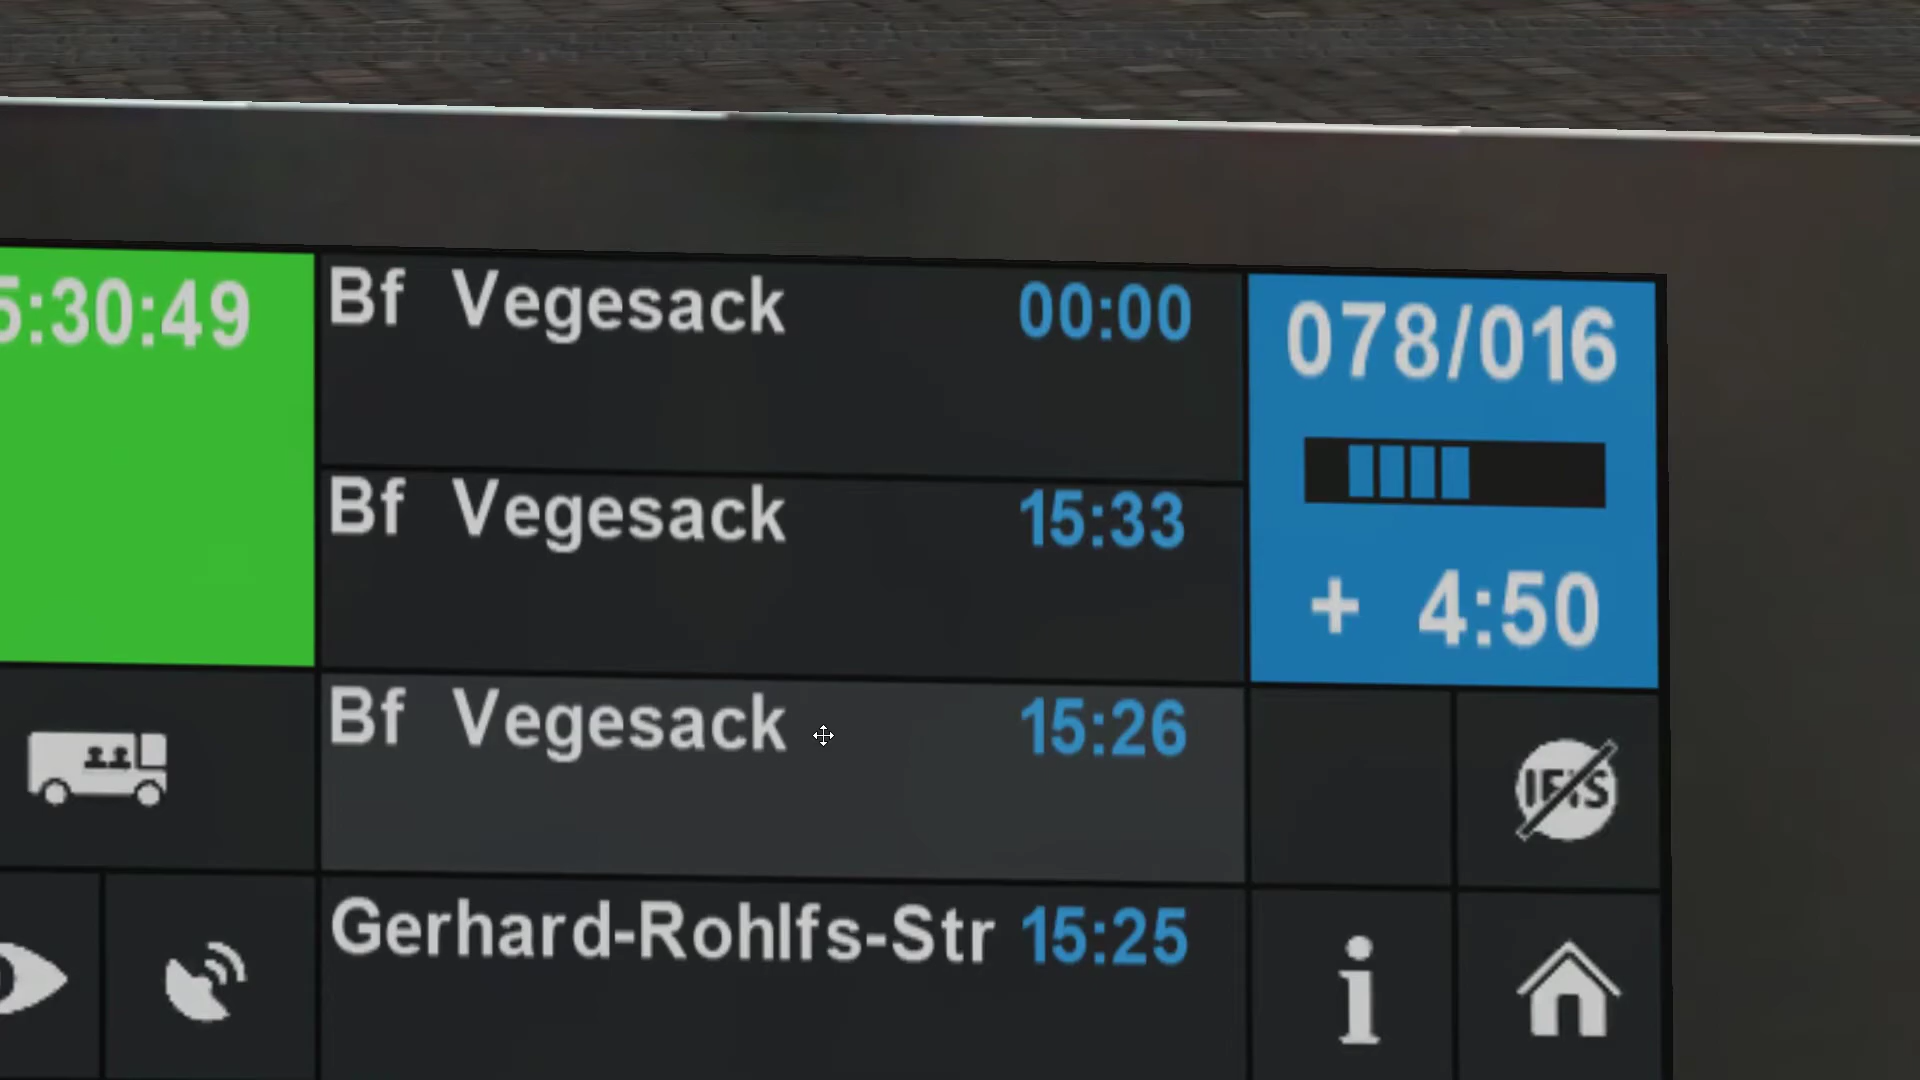 5:30:49
Bf Vegesack 00:00
078/016
Bf Vegesack 15:33
+ 4:50
Bf Vegesack 15:26
IFIS
Gerhard-Rohlfs-Str 15:25
i